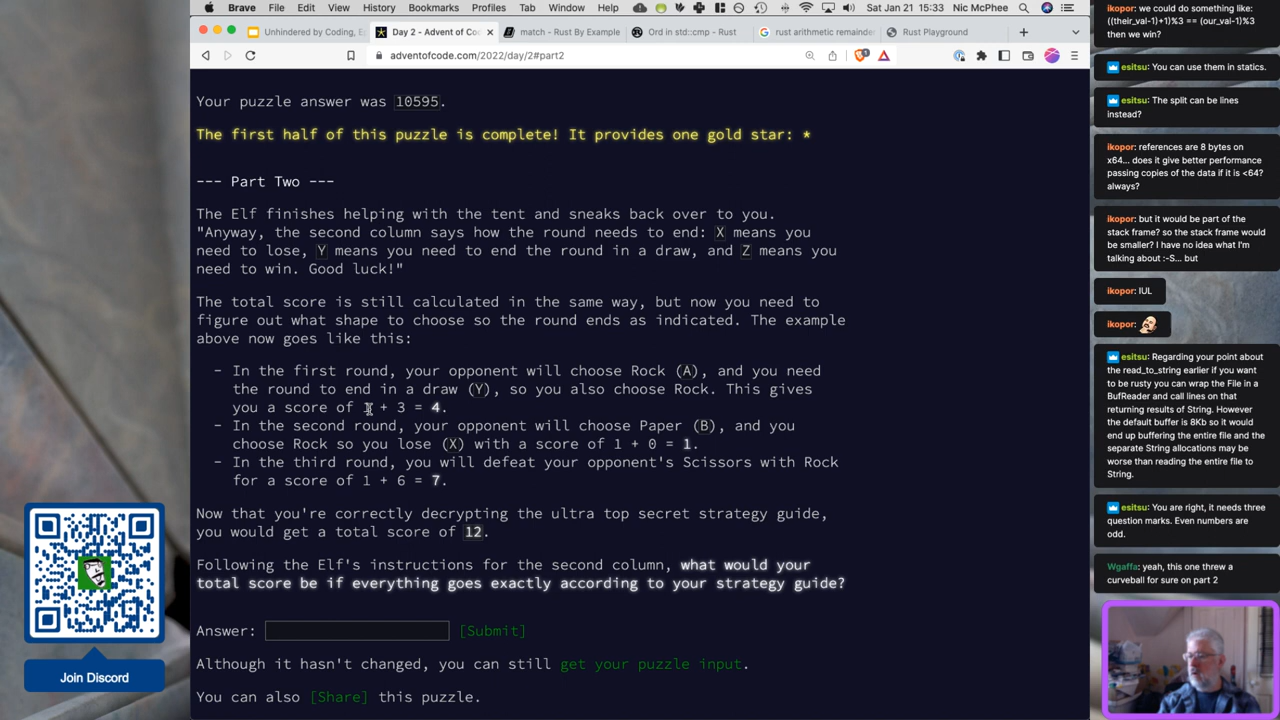 Brave File Edit View History Bookmarks Profiles Tab Window Help Sat Jan 21 15:33 Nic McPhee
Unhindered by Coding, E
Day 2 - Advent of Co
match - Rust By Example
Ord in std::cmp - Rust
rust arithmetic remainder
Rust Playground
adventofcode.com/2022/day/2#part2
Your puzzle answer was 10595.
The first half of this puzzle is complete! It provides one gold star: *
--- Part Two ---
The Elf finishes helping with the tent and sneaks back over to you.
"Anyway, the second column says how the round needs to end: X means you
need to lose, Y means you need to end the round in a draw, and Z means you
need to win. Good luck!"
The total score is still calculated in the same way, but now you need to
figure out what shape to choose so the round ends as indicated. The example
above now goes like this:
- In the first round, your opponent will choose Rock (A), and you need
the round to end in a draw (Y), so you also choose Rock. This gives
you a score of 1 + 3 = 4.
- In the second round, your opponent will choose Paper (B), and you
choose Rock so you lose (X) with a score of 1 + 0 = 1.
- In the third round, you will defeat your opponent's Scissors with Rock
for a score of 1 + 6 = 7.
Now that you're correctly decrypting the ultra top secret strategy guide,
you would get a total score of 12.
Following the Elf's instructions for the second column, what would your
total score be if everything goes exactly according to your strategy guide?
Answer: [Submit]
Although it hasn't changed, you can still get your puzzle input.
You can also [Share] this puzzle.
Join Discord
ikopor: we could do something like:
((their_val-1)+1)%3 == (our_val-1)%3
then we win?
esitsu: You can use them in statics.
esitsu: The split can be lines
instead?
ikopor: references are 8 bytes on
x64... does it give better performance
passing copies of the data if it is <64?
always?
ikopor: but it would be part of the
stack frame? so the stack frame would
be smaller? I have no idea what I'm
talking about :-S... but
ikopor: IUL
ikopor:
esitsu: Regarding your point about
the read_to_string earlier if you want
to be rusty you can wrap the File in a
BufReader and call lines on that
returning results of String. However
the default buffer is 8Kb so it would
end up buffering the entire file and the
separate String allocations may be
worse than reading the entire file to
String.
esitsu: You are right, it needs three
question marks. Even numbers are
odd.
Wgaffa: yeah, this one threw a
curveball for sure on part 2